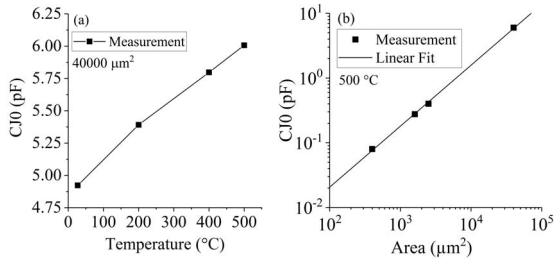 (a)
Measurement
40000 µm²
6.25
6.00
5.75
5.50
5.25
5.00
4.75
CJ0 (pF)
0 100 200 300 400 500
Temperature (°C)
(b)
Measurement
Linear Fit
500 °C
10¹
10⁰
10⁻¹
10⁻²
CJ0 (pF)
10² 10³ 10⁴ 10⁵
Area (µm²)